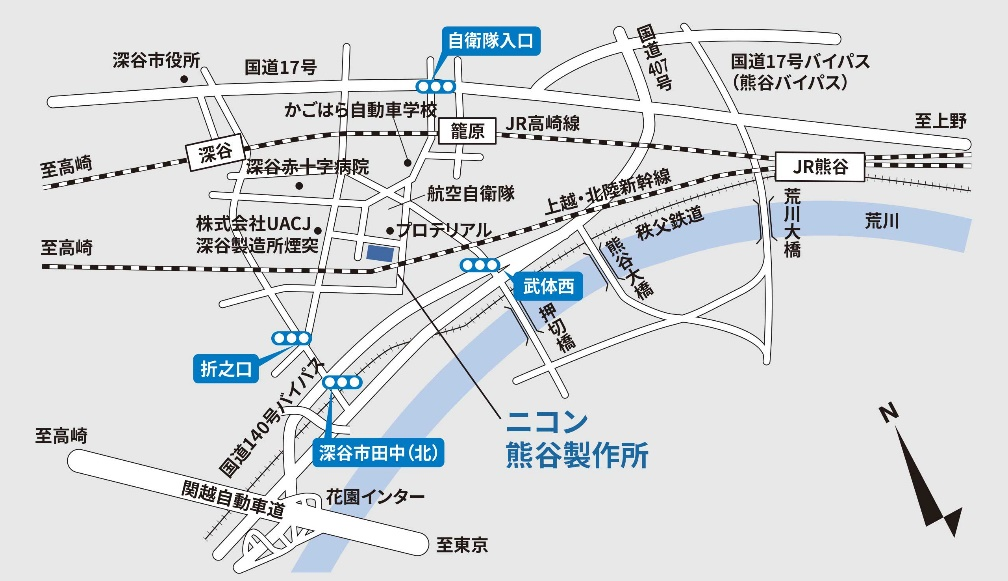 自衛隊入口
国道407号
深谷市役所
国道17号
国道17号バイパス
(熊谷バイパス)
かごはら自動車学校
籠原
JR高崎線
至上野
深谷
至高崎
深谷赤十字病院
JR熊谷
航空自衛隊
上越・北陸新幹線
荒川大橋
荒川
株式会社UACJ
深谷製造所煙突
プロテリアル
秩父鉄道
至高崎
熊谷大橋
武体西
押切橋
折之口
国道140号バイパス
ニコン
熊谷製作所
N
至高崎
深谷市田中(北)
関越自動車道
花園インター
至東京